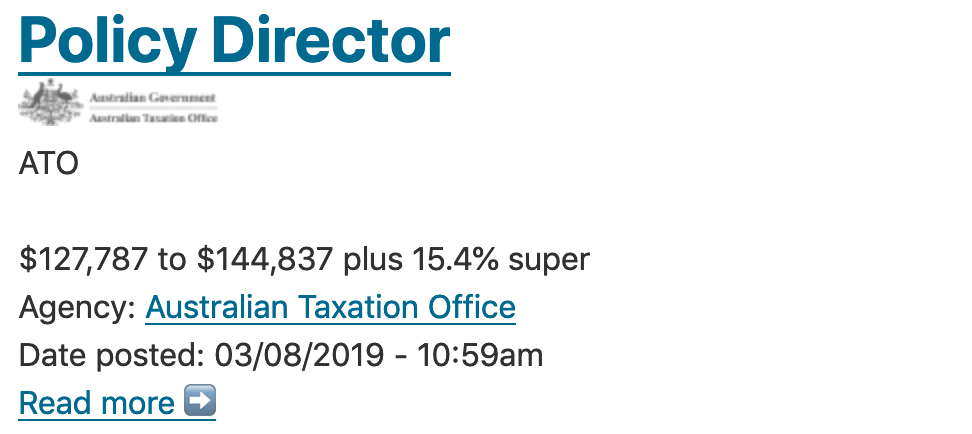 Policy Director
Australian Government
Australian Taxation Office
ATO
$127,787 to $144,837 plus 15.4% super
Agency: Australian Taxation Office
Date posted: 03/08/2019 - 10:59am
Read more ➡